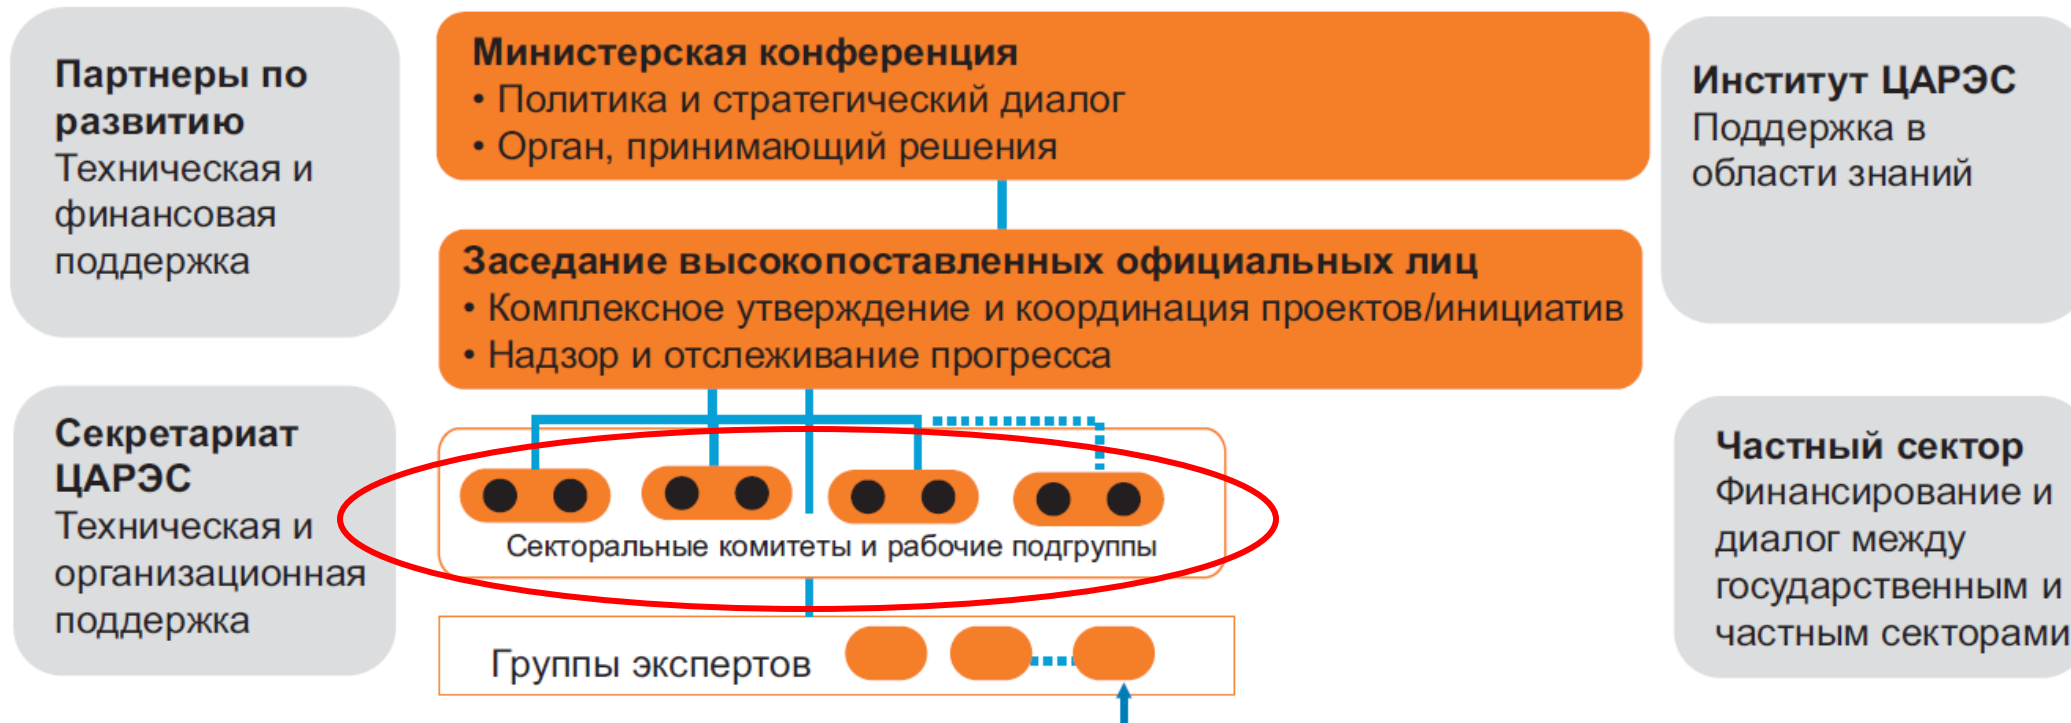 Партнеры по
развитию
Техническая и
финансовая
поддержка
Министерская конференция
• Политика и стратегический диалог
• Орган, принимающий решения
Институт ЦАРЭС
Поддержка в
области знаний
Заседание высокопоставленных официальных лиц
• Комплексное утверждение и координация проектов/инициатив
• Надзор и отслеживание прогресса
Секретариат
ЦАРЭС
Техническая и
организационная
поддержка
Секторальные комитеты и рабочие подгруппы
Группы экспертов
Частный сектор
Финансирование и
диалог между
государственным и
частным секторами